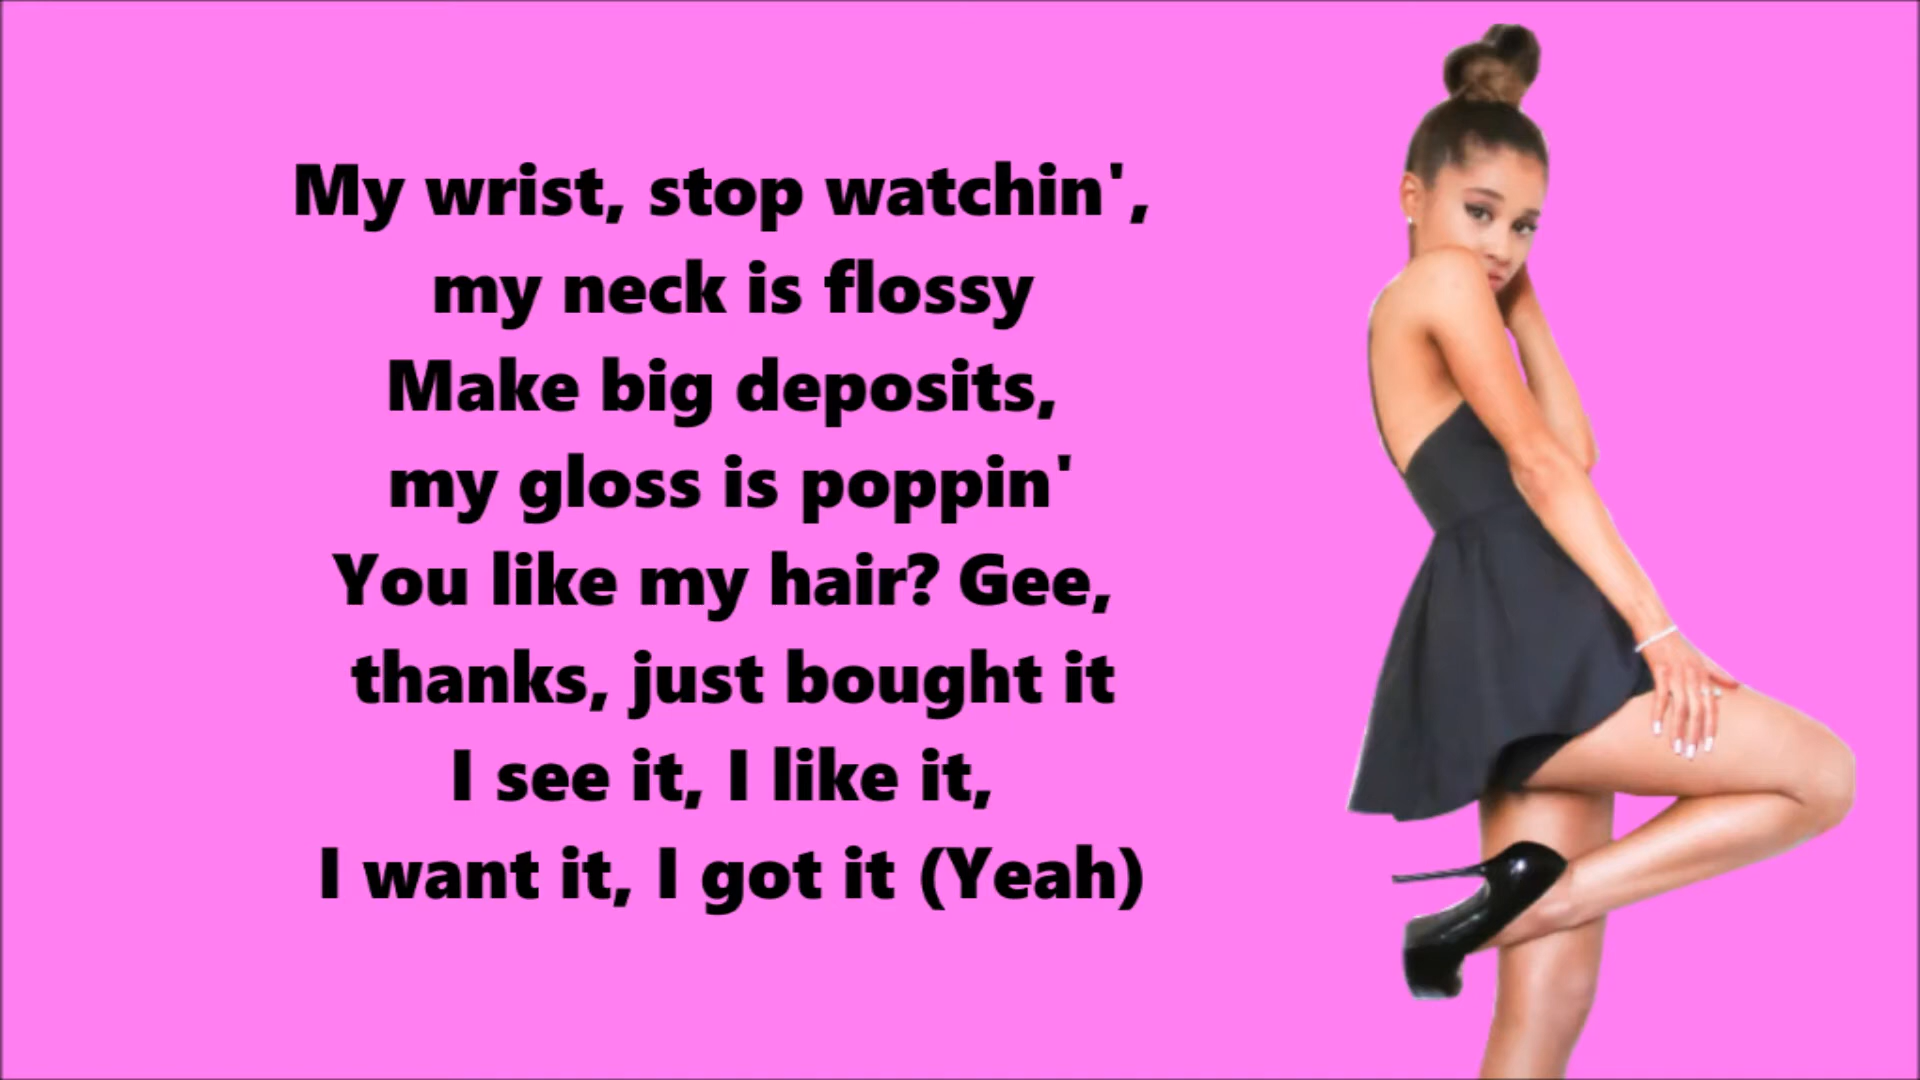 My wrist, stop watchin',
my neck is flossy
Make big deposits,
my gloss is poppin'
You like my hair? Gee,
thanks, just bought it
I see it, I like it,
I want it, I got it (Yeah)